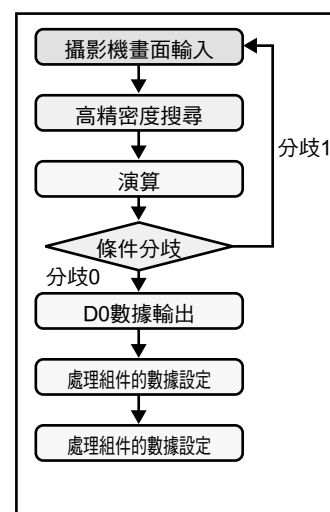 攝影機畫面輸入
高精密度搜尋
分歧1
演算
條件分歧
分歧0
D0數據輸出
處理組件的數據設定
處理組件的數據設定